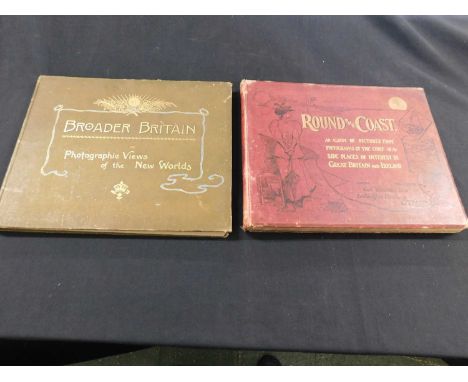 BROADER BRITAIN
Photographic Views
of the New Worlds
ROUND THE COAST.
AN ALBUM OF PICTURES FROM
PHOTOGRAPHS OF THE CHIEF SEA-
SIDE PLACES OF INTEREST IN
GREAT BRITAIN AND IRELAND